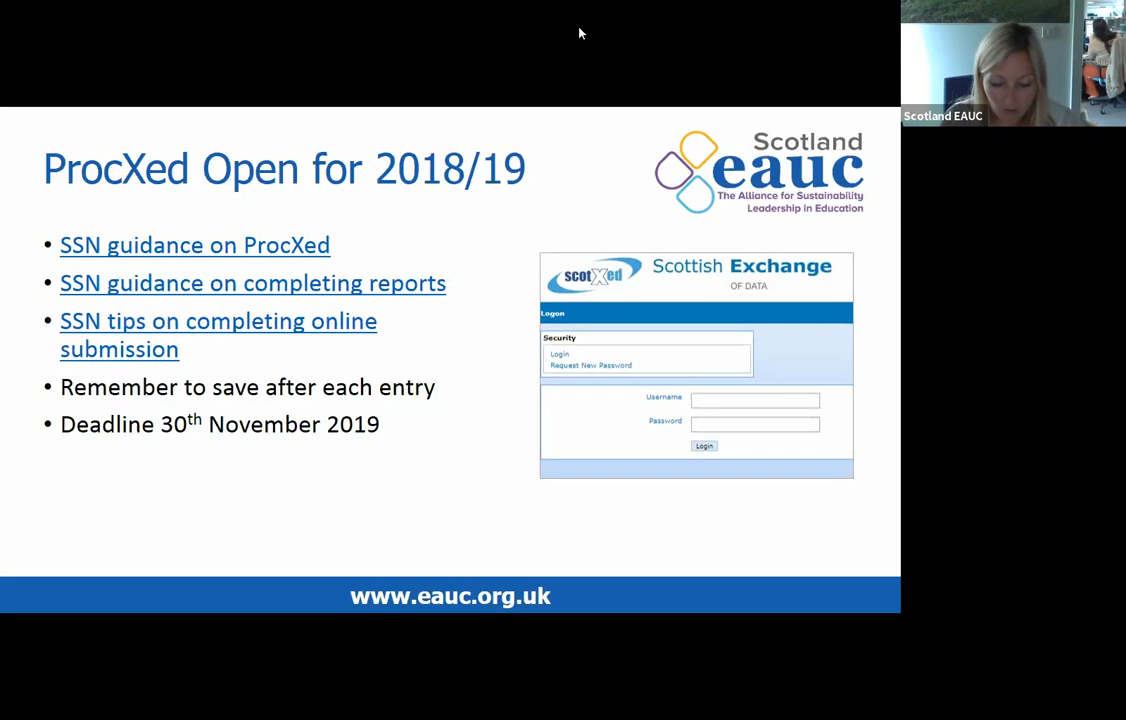 Scotland EAUC
ProcXed Open for 2018/19
Scotland
eauc
The Alliance for Sustainability
Leadership in Education
• SSN guidance on ProcXed
• SSN guidance on completing reports
• SSN tips on completing online
submission
• Remember to save after each entry
• Deadline 30th November 2019
scotXed
Scottish Exchange
OF DATA
Logon
Security
Login
Request New Password
Username
Password
Login
www.eauc.org.uk